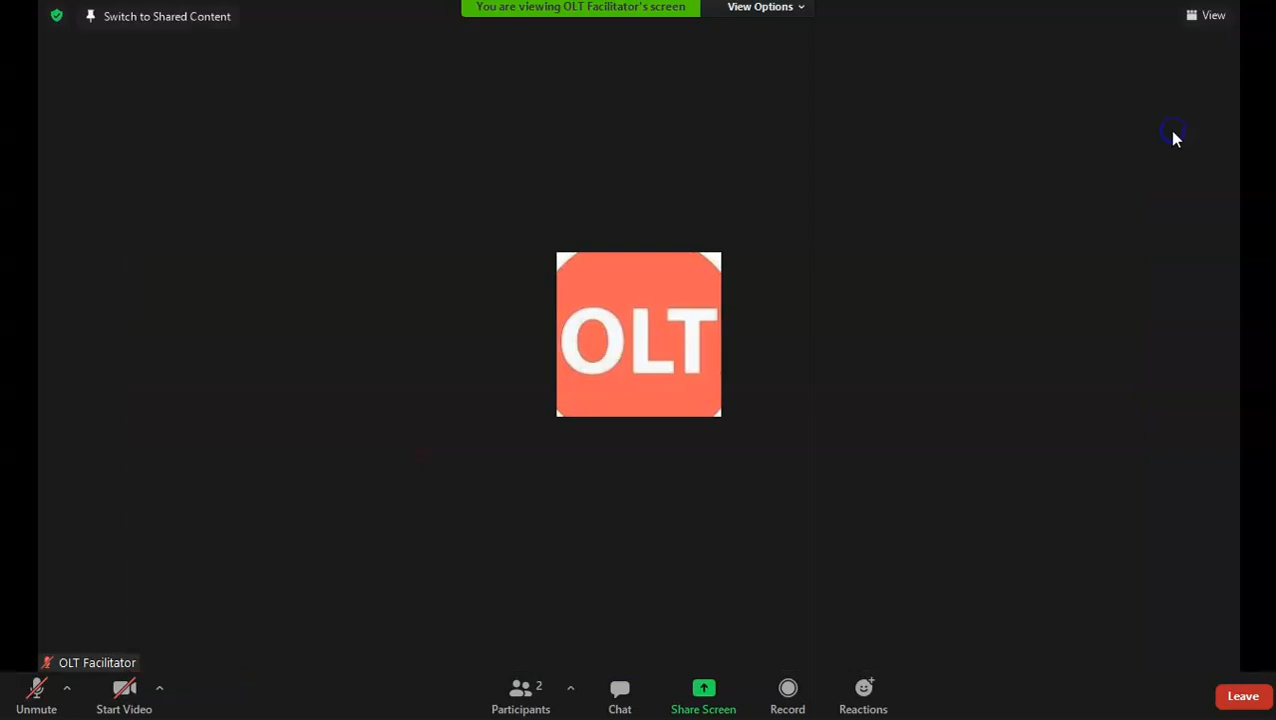 Switch to Shared Content
You are viewing OLT Facilitator's screen
View Options
View
OLT
OLT Facilitator
Unmute
Start Video
2
Participants
Chat
Share Screen
Record
Reactions
Leave